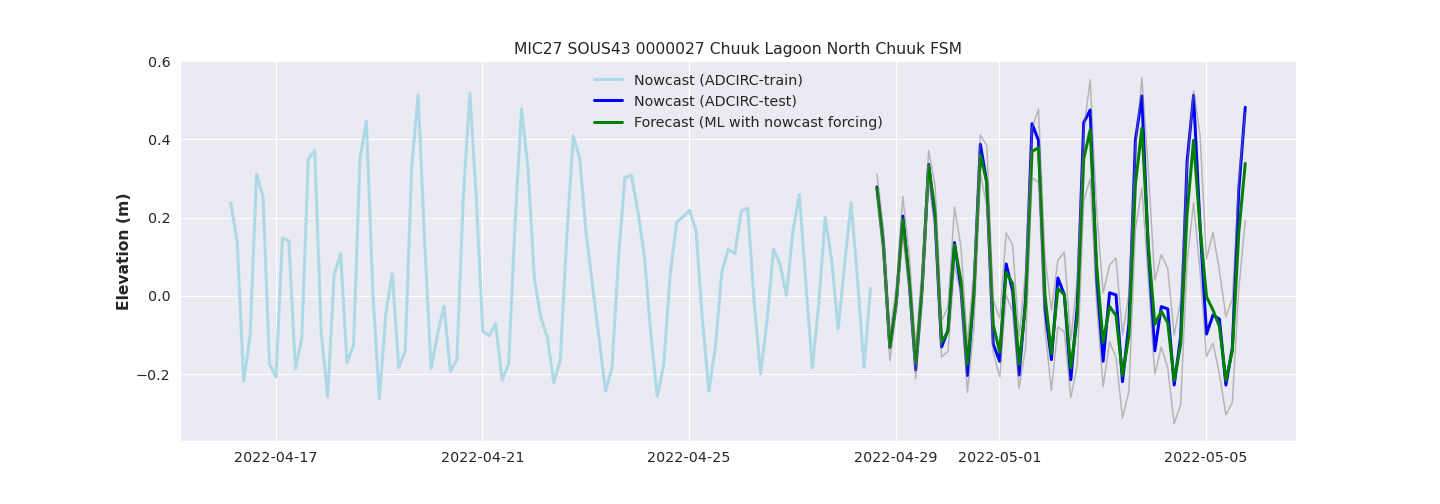 MIC27 SOUS43 0000027 Chuuk Lagoon North Chuuk FSM
Nowcast (ADCIRC-train)
Nowcast (ADCIRC-test)
Forecast (ML with nowcast forcing)
Elevation (m)
0.6
0.4
0.2
0.0
−0.2
2022-04-17 2022-04-21 2022-04-25 2022-04-29 2022-05-01 2022-05-05